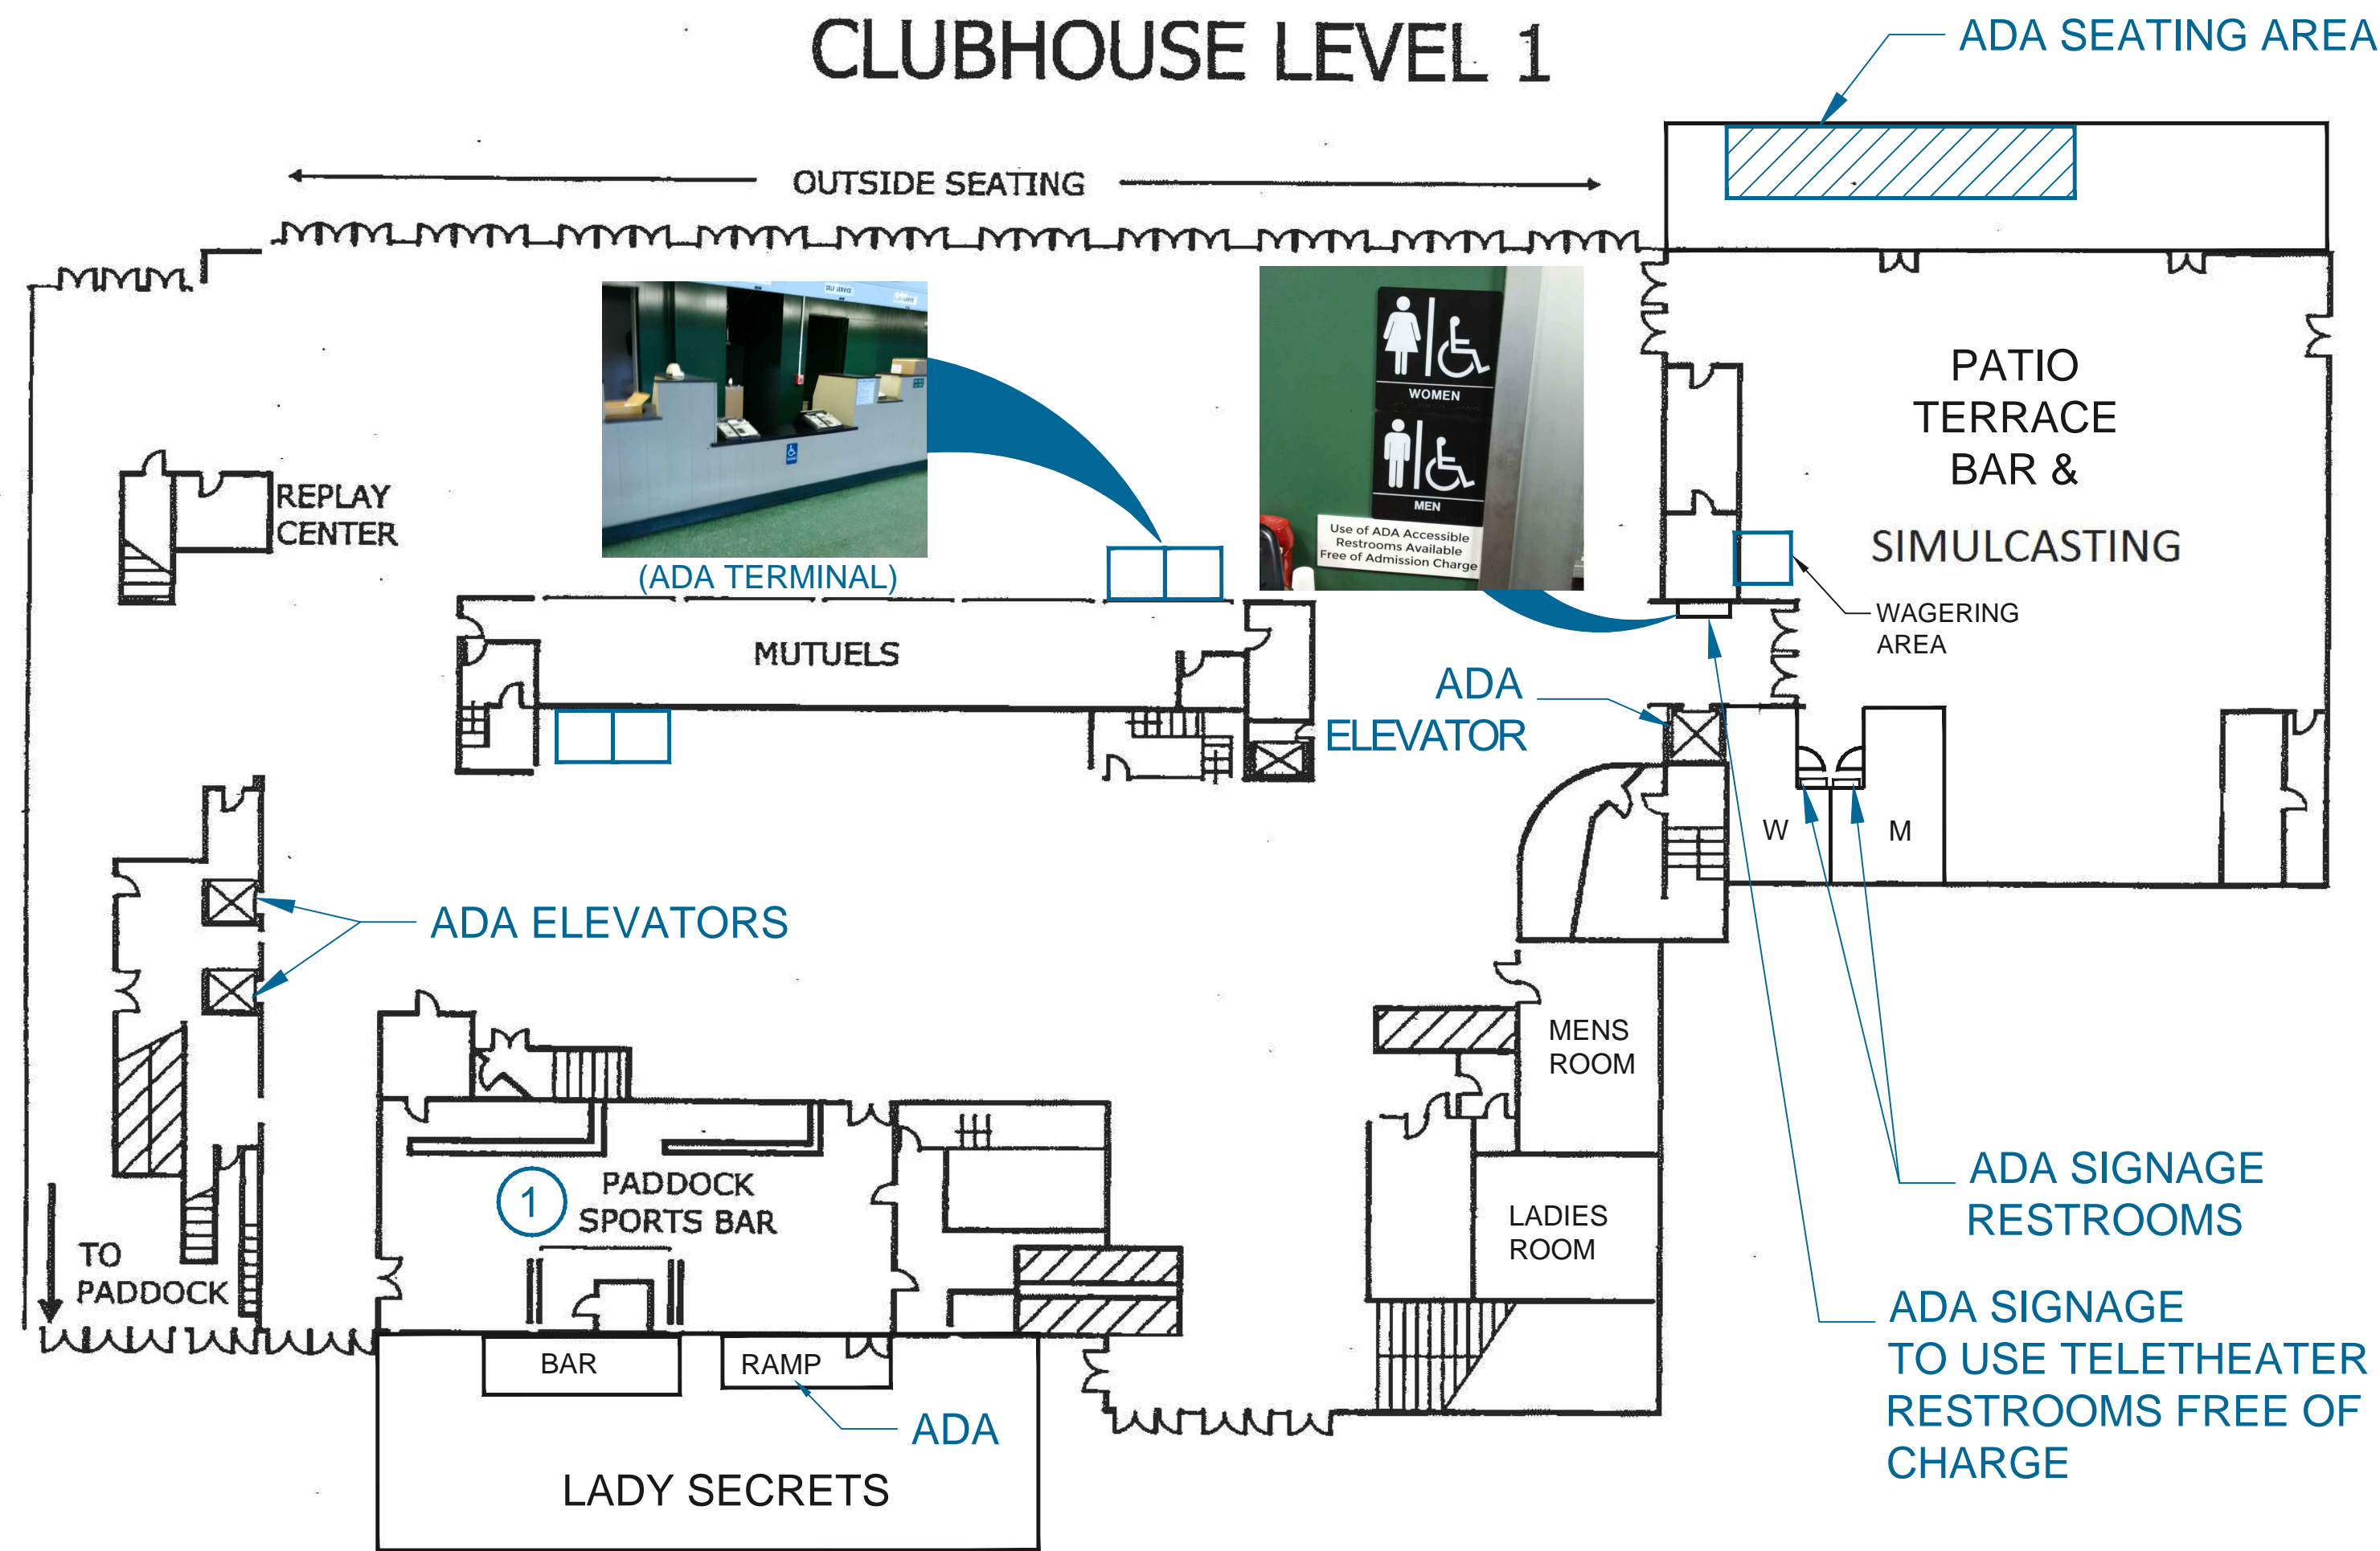 CLUBHOUSE LEVEL 1
ADA SEATING AREA
OUTSIDE SEATING
SELF SERVICE
WOMEN
MEN
Use of ADA Accessible
Restrooms Available
Free of Admission Charge
PATIO
TERRACE
BAR &
SIMULCASTING
REPLAY
CENTER
(ADA TERMINAL)
WAGERING
AREA
MUTUELS
ADA
ELEVATOR
W
M
ADA ELEVATORS
MENS
ROOM
1
PADDOCK
SPORTS BAR
LADIES
ROOM
ADA SIGNAGE
RESTROOMS
TO
PADDOCK
ADA SIGNAGE
TO USE TELETHEATER
RESTROOMS FREE OF
CHARGE
BAR
RAMP
ADA
LADY SECRETS